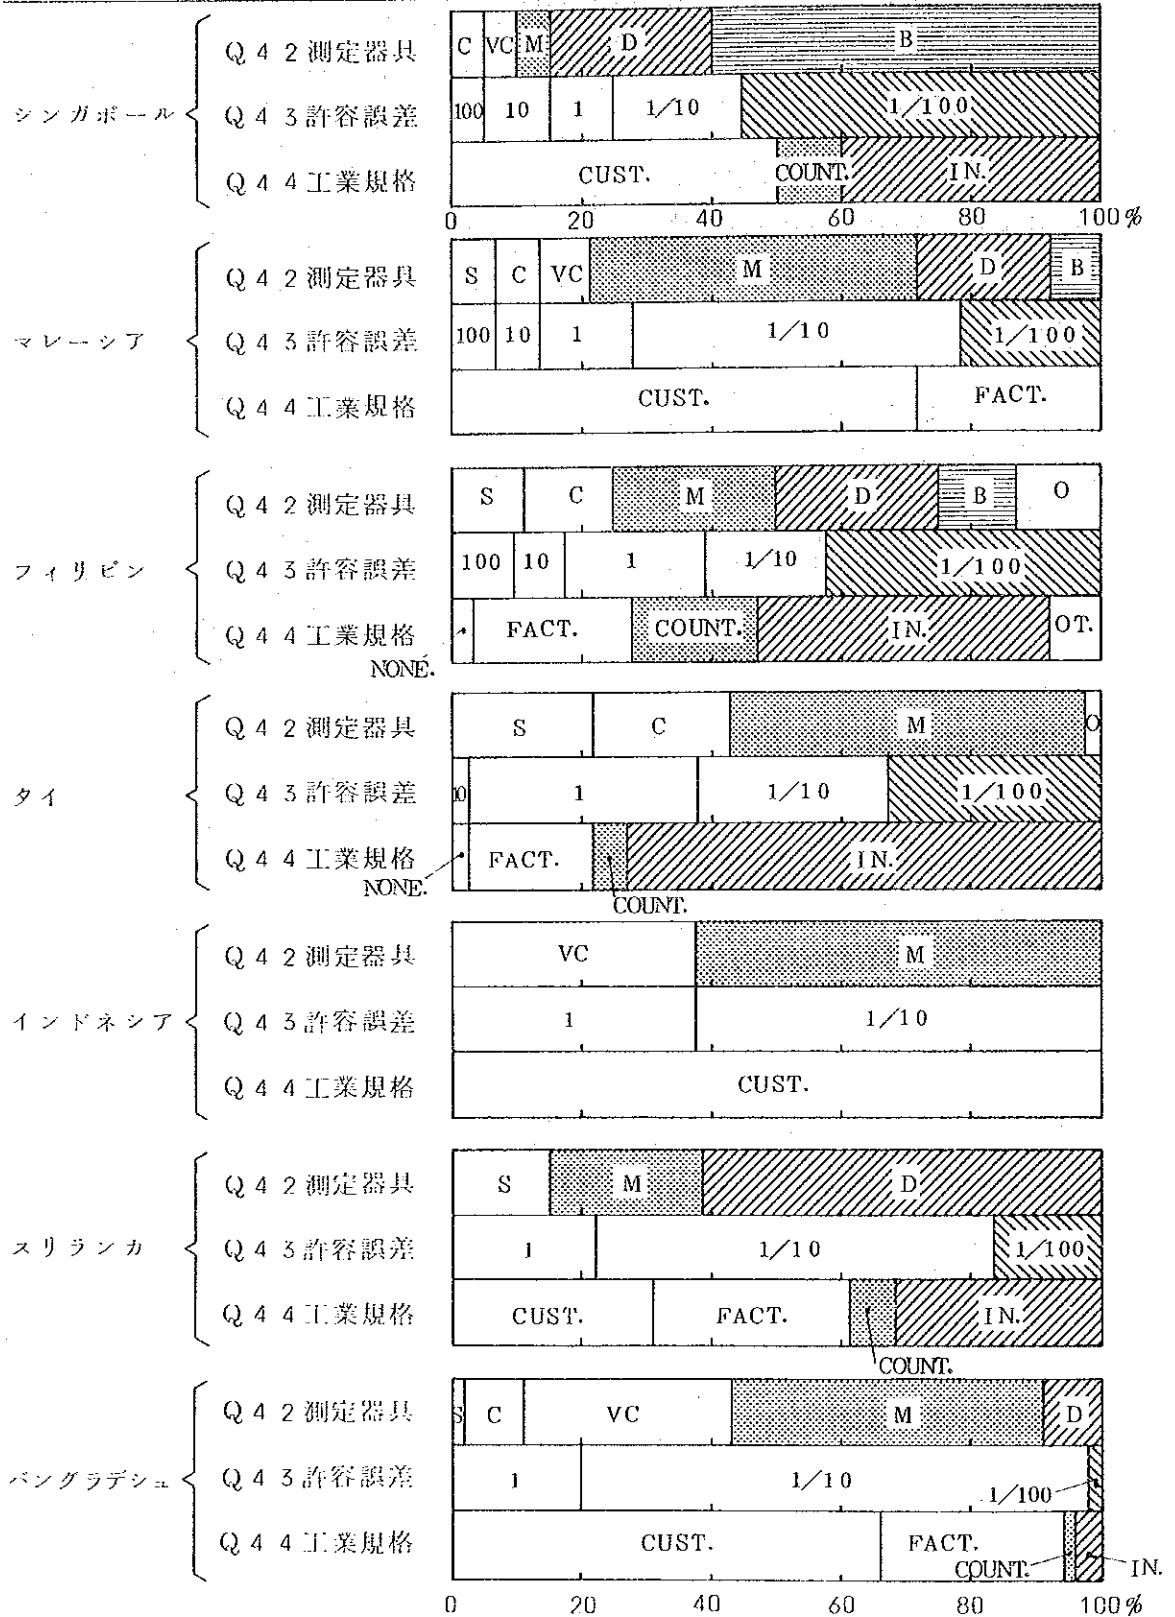 シンガポール
Q42測定器具 C VC M D B
Q43許容誤差 100 10 1 1/10 1/100
Q44工業規格 CUST. COUNT. IN.
0 20 40 60 80 100%
マレーシア
Q42測定器具 S C VC M D B
Q43許容誤差 100 10 1 1/10 1/100
Q44工業規格 CUST. FACT.
フィリピン
Q42測定器具 S C M D B O
Q43許容誤差 100 10 1 1/10 1/100
Q44工業規格 FACT. COUNT. IN. OT.
NONE.
タイ
Q42測定器具 S C M O
Q43許容誤差 10 1 1/10 1/100
Q44工業規格 FACT. IN.
NONE. COUNT.
インドネシア
Q42測定器具 VC M
Q43許容誤差 1 1/10
Q44工業規格 CUST.
スリランカ
Q42測定器具 S M D
Q43許容誤差 1 1/10 1/100
Q44工業規格 CUST. FACT. IN.
COUNT.
バングラデシュ
Q42測定器具 S C VC M D
Q43許容誤差 1 1/10 1/100
Q44工業規格 CUST. FACT.
COUNT. IN.
0 20 40 60 80 100%